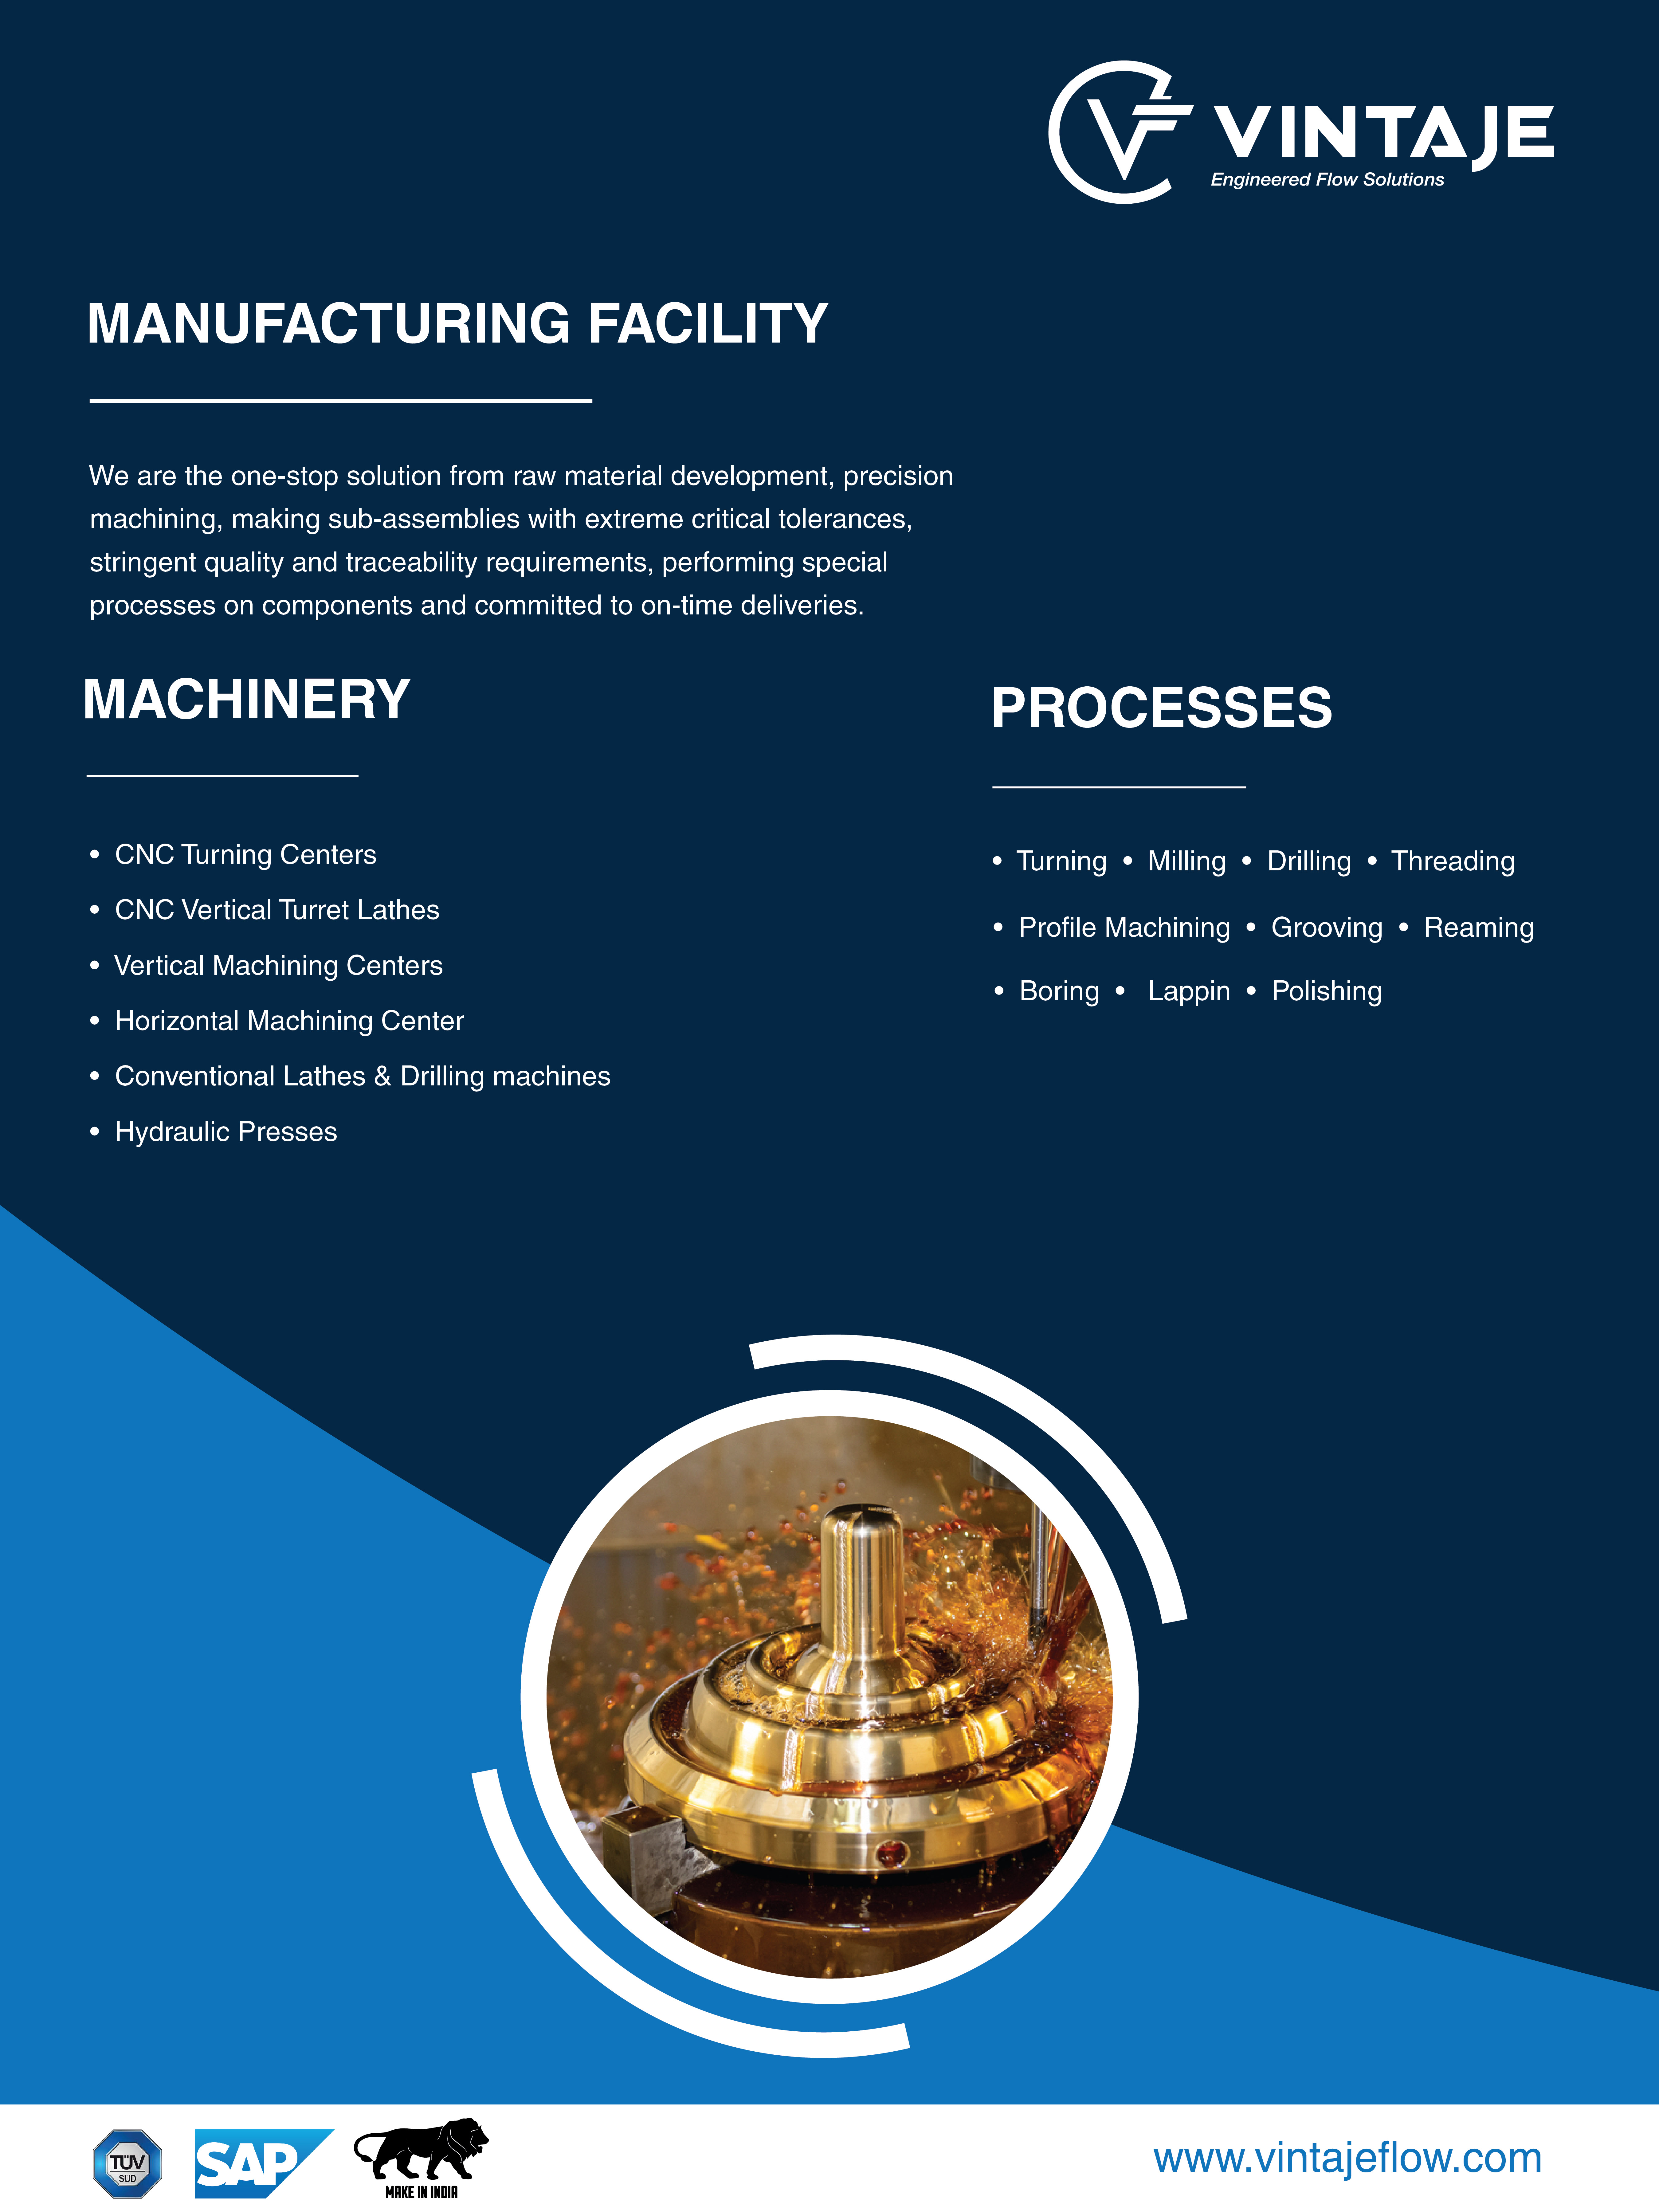 VINTAJE
Engineered Flow Solutions
MANUFACTURING FACILITY
We are the one-stop solution from raw material development, precision
machining, making sub-assemblies with extreme critical tolerances,
stringent quality and traceability requirements, performing special
processes on components and committed to on-time deliveries.
MACHINERY
• CNC Turning Centers
• CNC Vertical Turret Lathes
• Vertical Machining Centers
• Horizontal Machining Center
• Conventional Lathes & Drilling machines
• Hydraulic Presses
PROCESSES
• Turning • Milling • Drilling • Threading
• Profile Machining • Grooving • Reaming
• Boring • Lappin • Polishing
TÜV
SUD
SAP
MAKE IN INDIA
www.vintajeflow.com